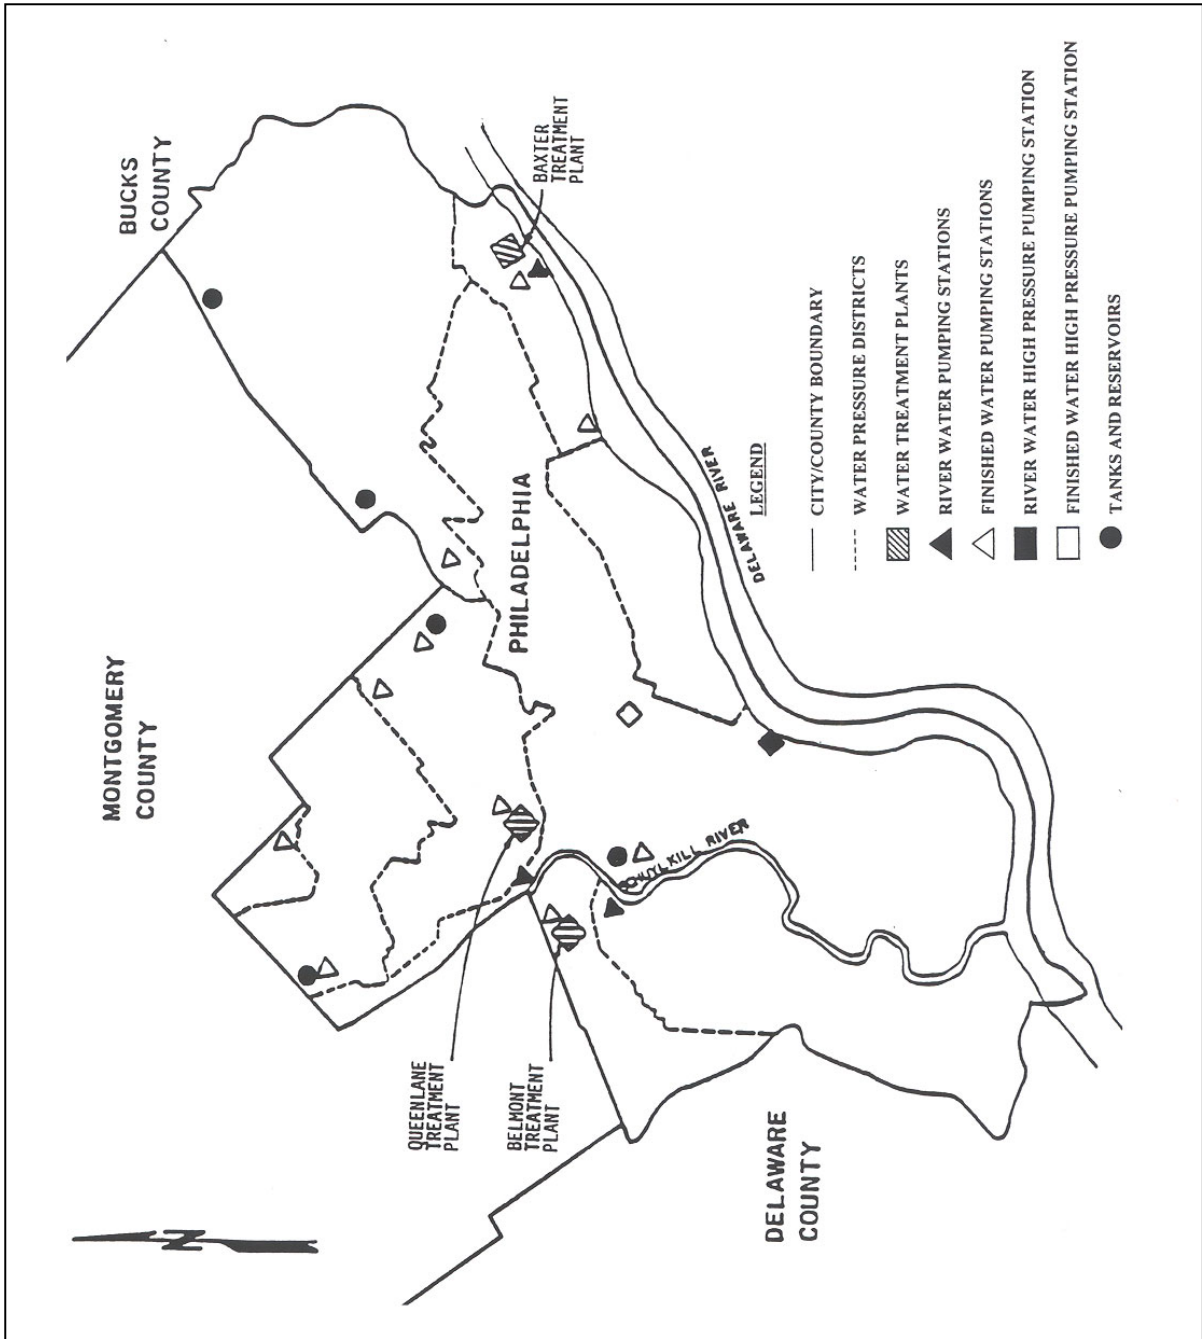 BUCKS
COUNTY
MONTGOMERY
COUNTY
BAXTER
TREATMENT
PLANT
PHILADELPHIA
DELAWARE RIVER
SCHUYLKILL RIVER
QUEENLANE
TREATMENT
PLANT
BELMONT
TREATMENT
PLANT
DELAWARE
COUNTY
N
LEGEND
CITY/COUNTY BOUNDARY
WATER PRESSURE DISTRICTS
WATER TREATMENT PLANTS
RIVER WATER PUMPING STATIONS
FINISHED WATER PUMPING STATIONS
RIVER WATER HIGH PRESSURE PUMPING STATION
FINISHED WATER HIGH PRESSURE PUMPING STATION
TANKS AND RESERVOIRS